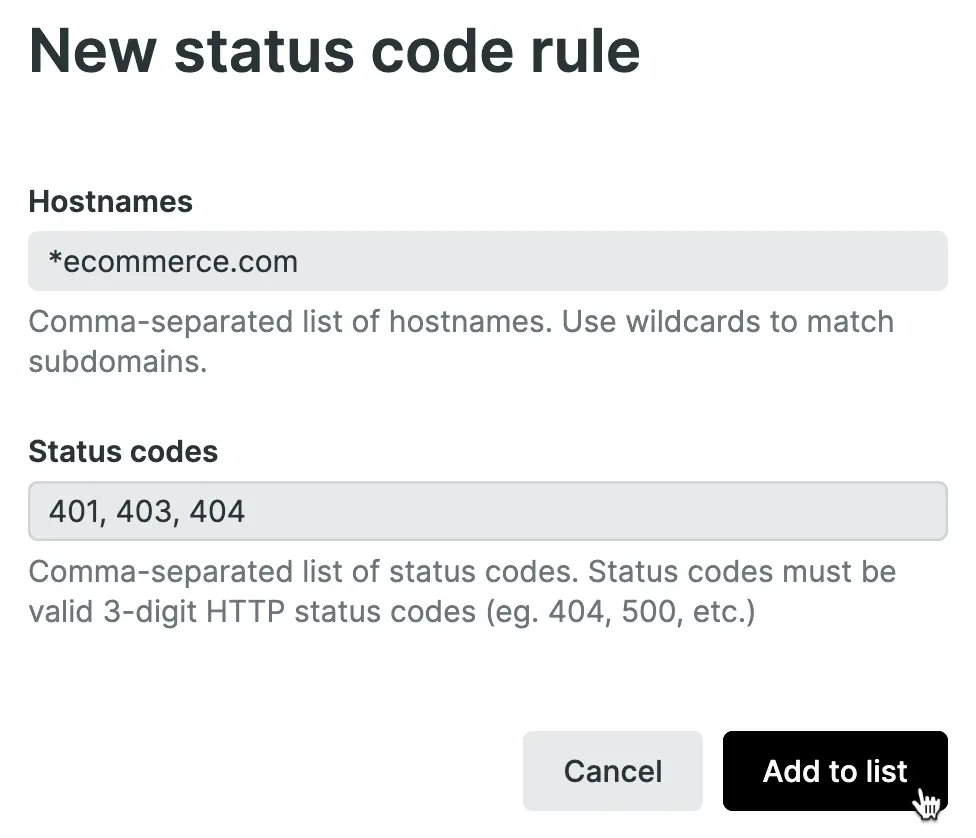 New status code rule
Hostnames
*ecommerce.com
Comma-separated list of hostnames. Use wildcards to match
subdomains.
Status codes
401, 403, 404
Comma-separated list of status codes. Status codes must be
valid 3-digit HTTP status codes (eg. 404, 500, etc.)
Cancel
Add to list